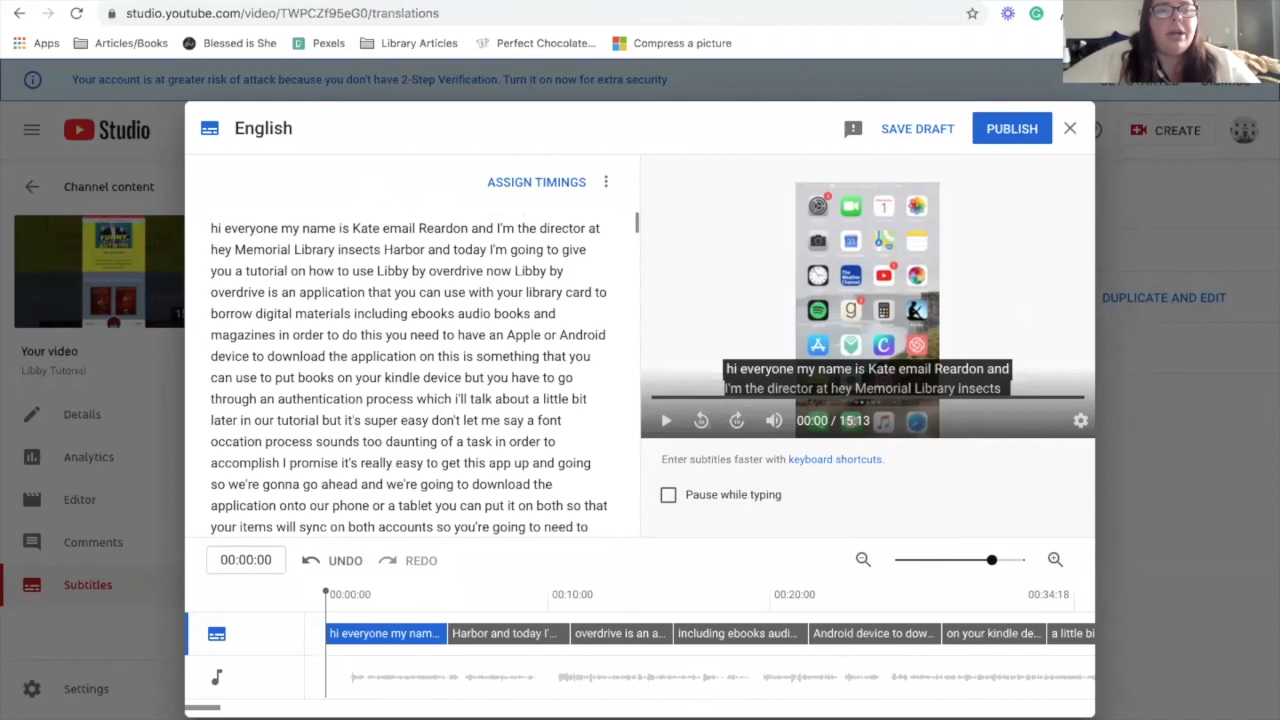 studio.youtube.com/video/TWPCZf95eG0/translations
Apps Articles/Books Blessed is She Pexels Library Articles Perfect Chocolate... Compress a picture
Your account is at greater risk of attack because you don't have 2-Step Verification. Turn it on now for extra security
Studio
CREATE
Channel content
Your video
Libby Tutorial
Details
Analytics
Editor
Comments
Subtitles
Settings
DUPLICATE AND EDIT
English
SAVE DRAFT
PUBLISH
ASSIGN TIMINGS
hi everyone my name is Kate email Reardon and I'm the director at
hey Memorial Library insects Harbor and today I'm going to give
you a tutorial on how to use Libby by overdrive now Libby by
overdrive is an application that you can use with your library card to
borrow digital materials including ebooks audio books and
magazines in order to do this you need to have an Apple or Android
device to download the application on this is something that you
can use to put books on your kindle device but you have to go
through an authentication process which i'll talk about a little bit
later in our tutorial but it's super easy don't let me say a font
occation process sounds too daunting of a task in order to
accomplish I promise it's really easy to get this app up and going
so we're gonna go ahead and we're going to download the
application onto our phone or a tablet you can put it on both so that
your items will sync on both accounts so you're going to need to
hi everyone my name is Kate email Reardon and
I'm the director at hey Memorial Library insects
00:00 / 15:13
Enter subtitles faster with keyboard shortcuts.
Pause while typing
00:00:00 UNDO REDO
00:00:00 00:10:00 00:20:00 00:34:18
hi everyone my nam... Harbor and today I'... overdrive is an a... including ebooks audi... Android device to dow... on your kindle de... a little bi